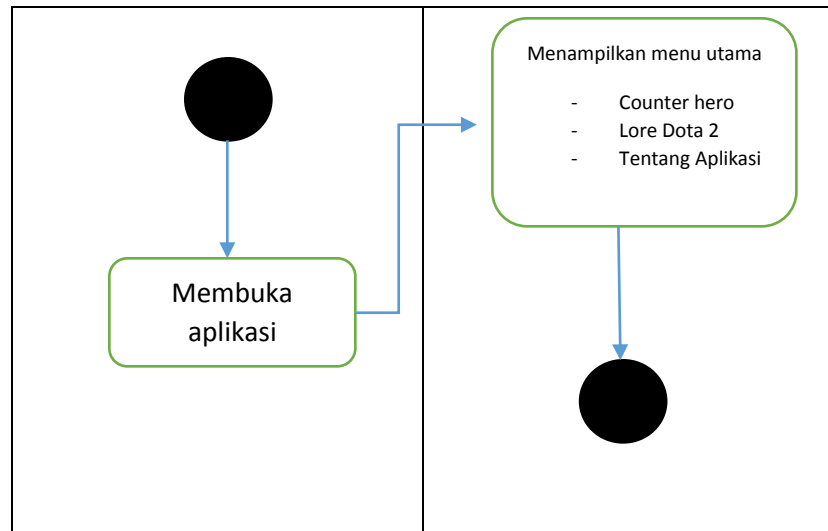 Menampilkan menu utama
- Counter hero
- Lore Dota 2
- Tentang Aplikasi
Membuka
aplikasi